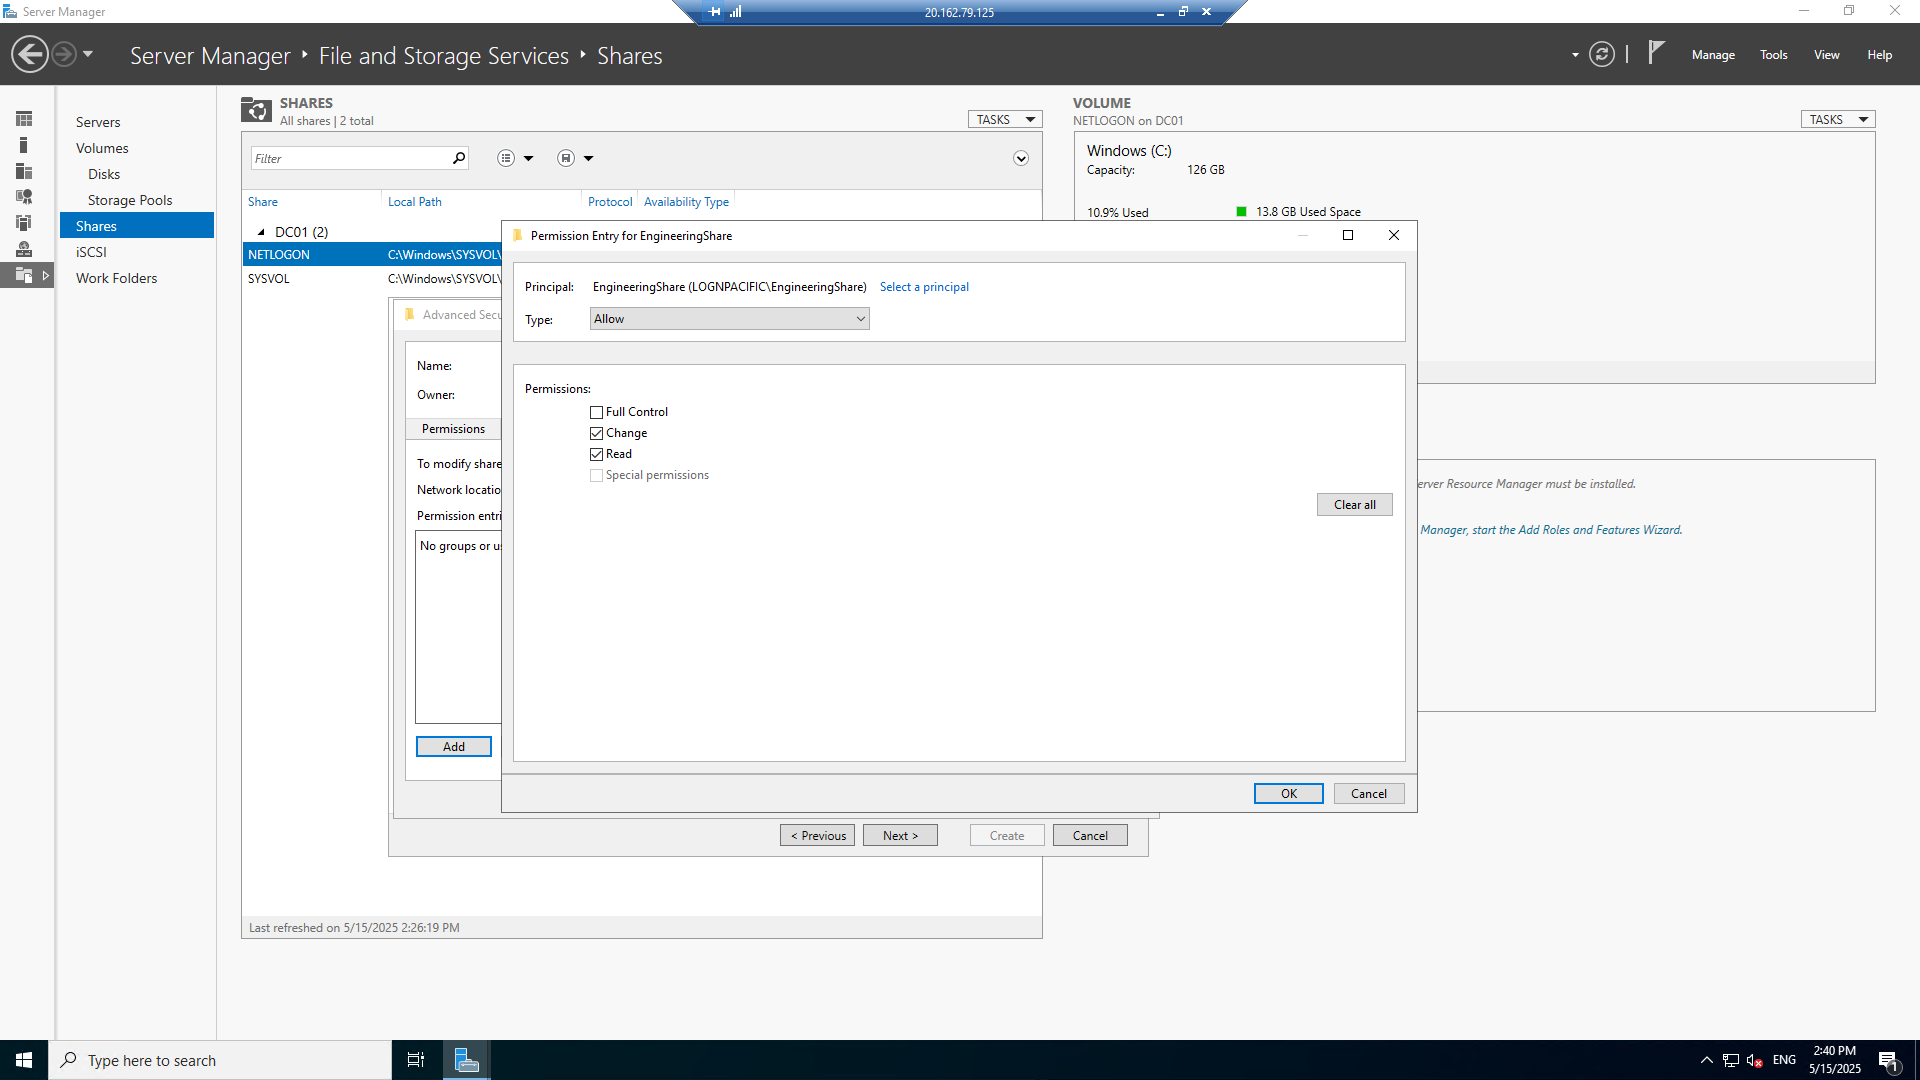 Server Manager
20.162.79.125
Server Manager ‣ File and Storage Services ‣ Shares
Manage
Tools
View
Help
Servers
Volumes
Disks
Storage Pools
Shares
iSCSI
Work Folders
SHARES
All shares | 2 total
TASKS
Filter
Share
Local Path
Protocol
Availability Type
DC01 (2)
NETLOGON
C:\Windows\SYSVOL\
SYSVOL
C:\Windows\SYSVOL\
Last refreshed on 5/15/2025 2:26:19 PM
VOLUME
NETLOGON on DC01
TASKS
Windows (C:)
Capacity:
126 GB
10.9% Used
13.8 GB Used Space
erver Resource Manager must be installed.
Manager, start the Add Roles and Features Wizard.
Advanced Secu
Name:
Owner:
Permissions
To modify share
Network locatio
Permission entri
No groups or us
Add
< Previous
Next >
Create
Cancel
Permission Entry for EngineeringShare
Principal:
EngineeringShare (LOGNPACIFIC\EngineeringShare)
Select a principal
Type:
Allow
Permissions:
Full Control
Change
Read
Special permissions
Clear all
OK
Cancel
Type here to search
ENG
2:40 PM
5/15/2025
1